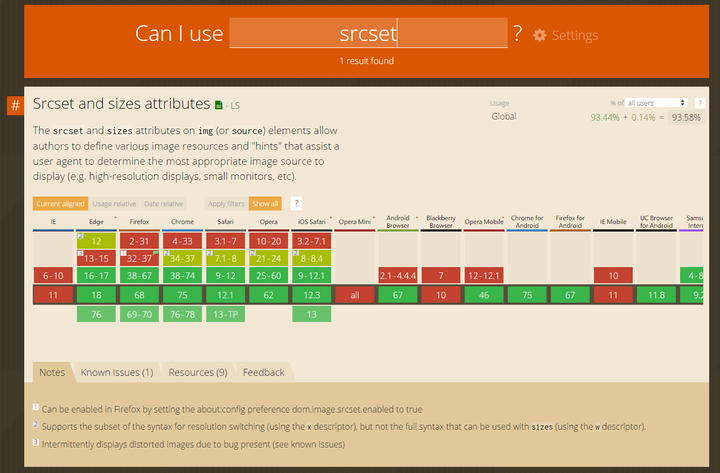 Can I use srcset ? Settings
1 result found
#
Srcset and sizes attributes - LS
Usage % of all users ?
Global 93.44% + 0.14% = 93.58%
The srcset and sizes attributes on img (or source) elements allow
authors to define various image resources and "hints" that assist a
user agent to determine the most appropriate image source to
display (e.g. high-resolution displays, small monitors, etc).
Current aligned Usage relative Date relative Apply filters Show all ?
IE Edge * Firefox Chrome Safari Opera iOS Safari * Opera Mini * Android Browser * Blackberry Browser Opera Mobile * Chrome for Android Firefox for Android IE Mobile UC Browser for Android Samsu Intern
12 2-31 4-33 3.1-7 10-20 3.2-7.1
13-15 32-37 34-37 7.1-8 21-24 8-8.4
6-10 16-17 38-67 38-74 9-12 25-60 9-12.1 2.1-4.4.4 7 12-12.1 10 4-8
11 18 68 75 12.1 62 12.3 all 67 10 46 75 67 11 11.8 9.2
76 69-70 76-78 13-TP 13
Notes Known issues (1) Resources (9) Feedback
1 Can be enabled in Firefox by setting the about:config preference dom.image.srcset.enabled to true
2 Supports the subset of the syntax for resolution switching (using the x descriptor), but not the full syntax that can be used with sizes (using the w descriptor).
3 Intermittently displays distorted images due to bug present (see known issues)